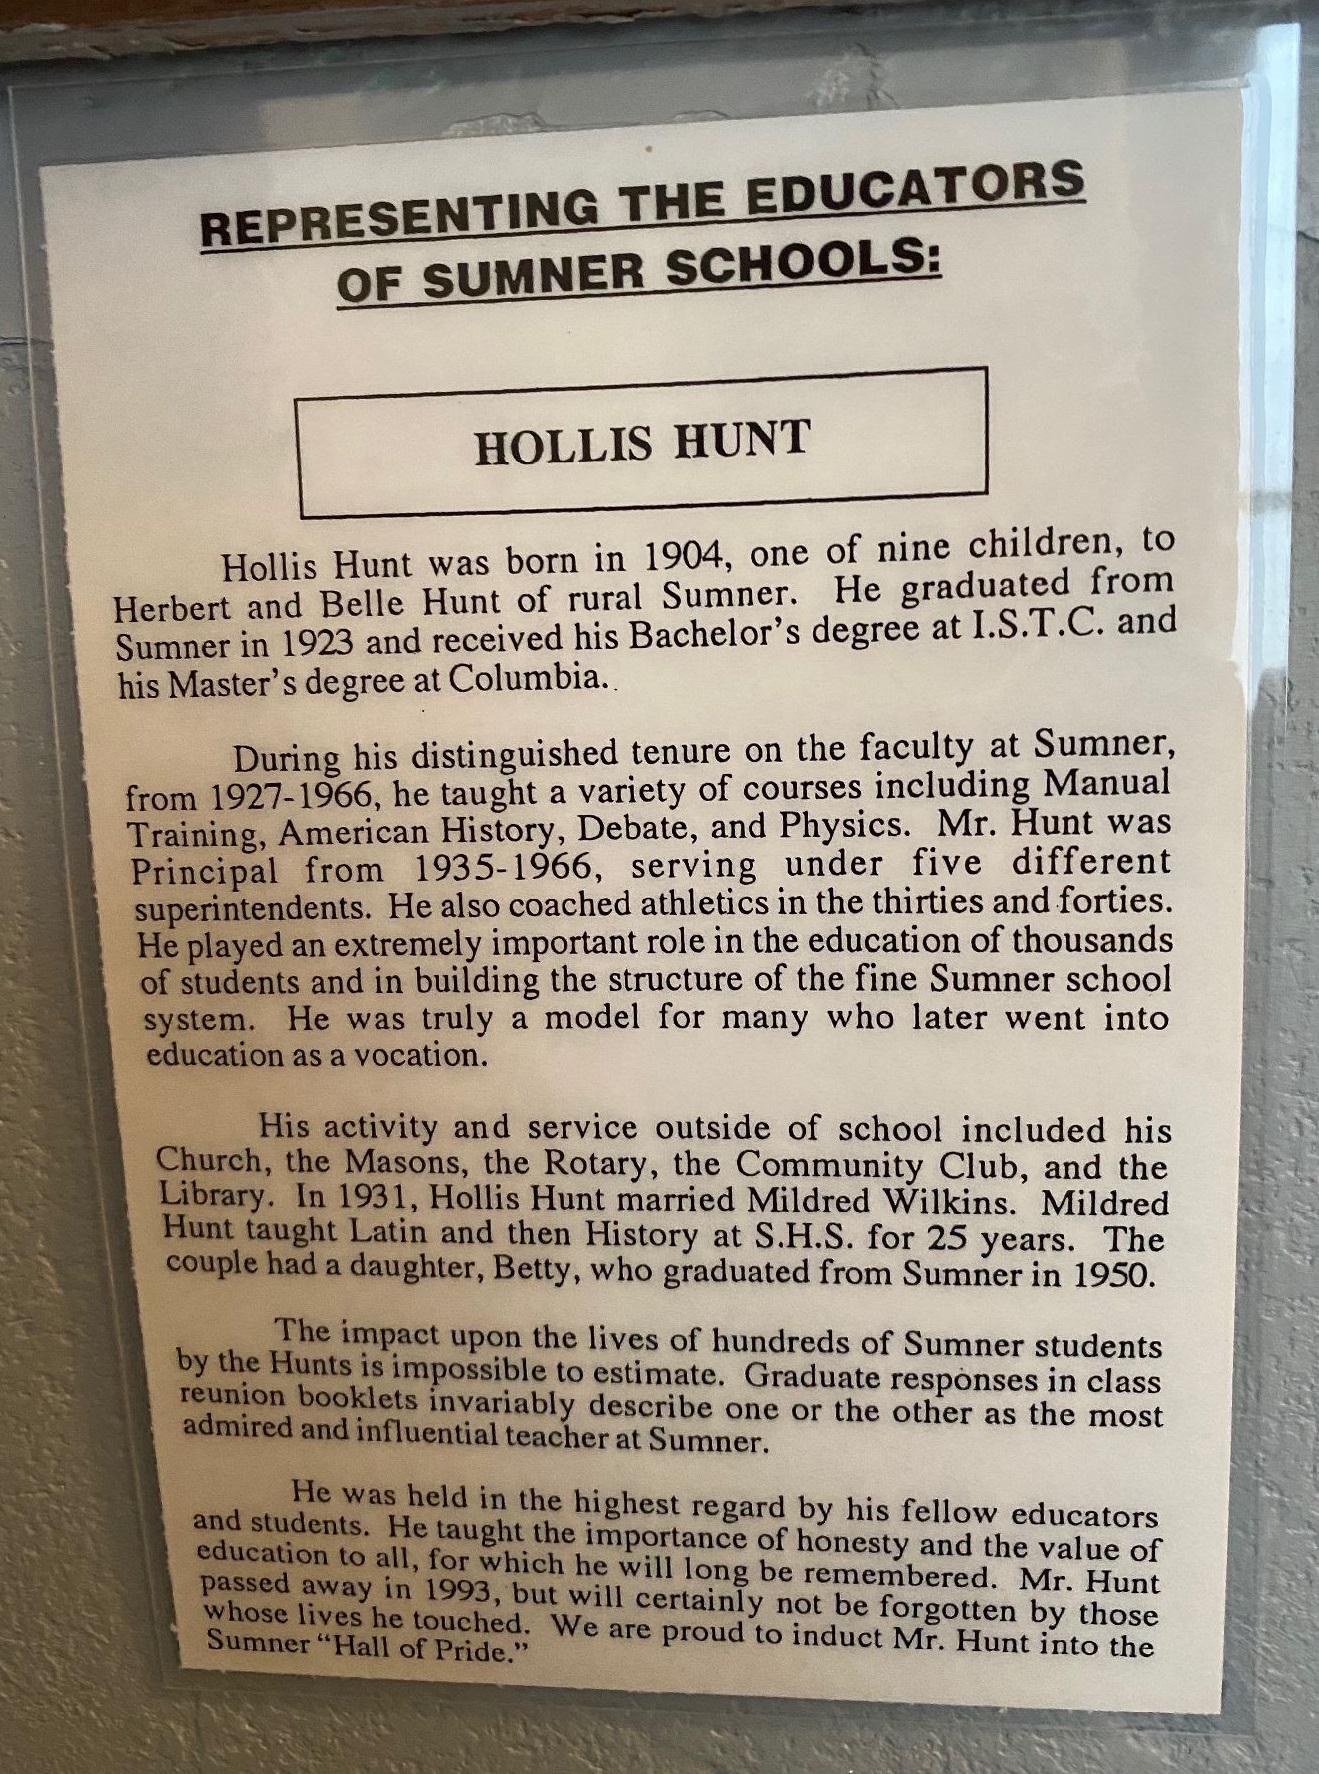 REPRESENTING THE EDUCATORS
OF SUMNER SCHOOLS:
HOLLIS HUNT
Hollis Hunt was born in 1904, one of nine children, to
Herbert and Belle Hunt of rural Sumner. He graduated from
Sumner in 1923 and received his Bachelor's degree at I.S.T.C. and
his Master's degree at Columbia..
During his distinguished tenure on the faculty at Sumner,
from 1927-1966, he taught a variety of courses including Manual
Training, American History, Debate, and Physics. Mr. Hunt was
Principal from 1935-1966, serving under five different
superintendents. He also coached athletics in the thirties and forties.
He played an extremely important role in the education of thousands
of students and in building the structure of the fine Sumner school
system. He was truly a model for many who later went into
education as a vocation.
His activity and service outside of school included his
Church, the Masons, the Rotary, the Community Club, and the
Library. In 1931, Hollis Hunt married Mildred Wilkins. Mildred
Hunt taught Latin and then History at S.H.S. for 25 years. The
couple had a daughter, Betty, who graduated from Sumner in 1950.
The impact upon the lives of hundreds of Sumner students
by the Hunts is impossible to estimate. Graduate responses in class
reunion booklets invariably describe one or the other as the most
admired and influential teacher at Sumner.
He was held in the highest regard by his fellow educators
and students. He taught the importance of honesty and the value of
education to all, for which he will long be remembered. Mr. Hunt
passed away in 1993, but will certainly not be forgotten by those
whose lives he touched. We are proud to induct Mr. Hunt into the
Sumner “Hall of Pride.”